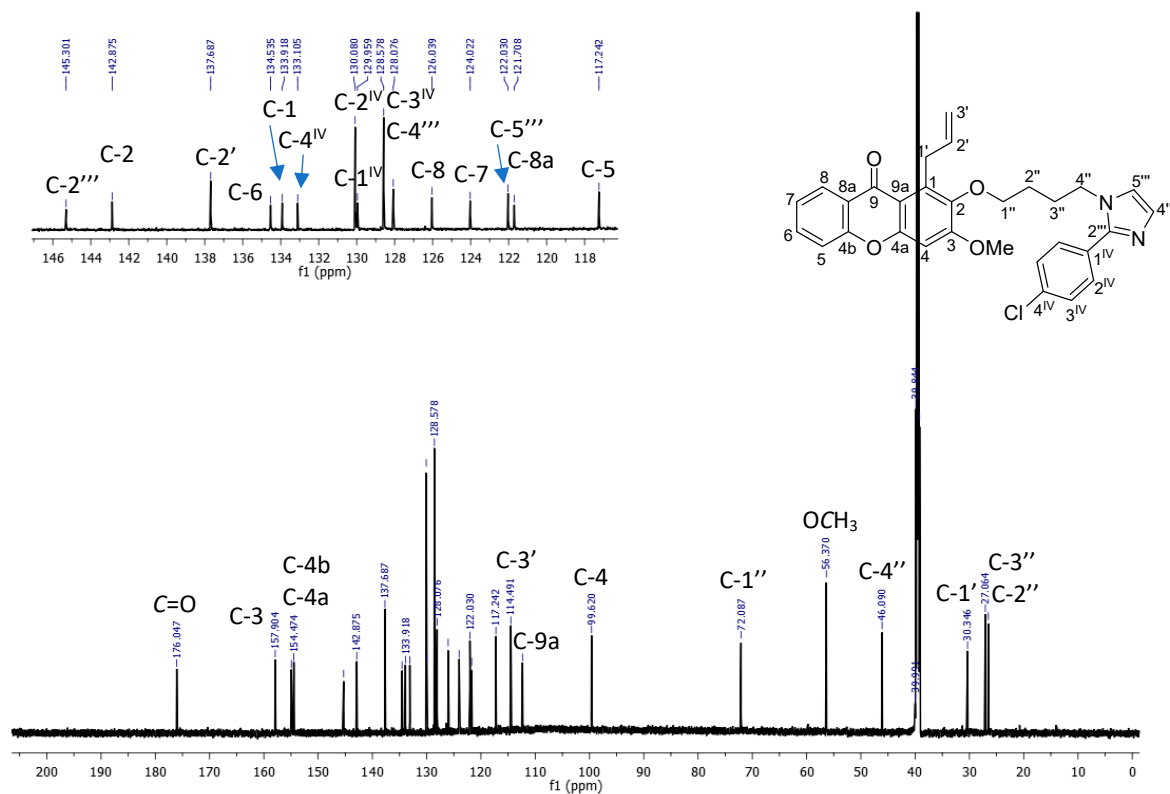 145.301
142.875
137.687
134.535
133.918
133.105
130.080
129.959
128.578
128.076
126.039
124.022
122.030
121.708
117.242
C-2'''
C-2
C-2'
C-6
C-1
C-4IV
C-2IV
C-1IV
C-3IV
C-4'''
C-8
C-7
C-5'''
C-8a
C-5
146 144 142 140 138 136 134 132 130 128 126 124 122 120 118
f1 (ppm)
3'
2'
1'
O
8 8a 9 9a 1
7
6
5
4b
O
4a
4
3
2
O
OMe
1''
2''
3''
4''
N
5'''
4'''
2'''
N
1IV
2IV
3IV
4IV
Cl
C=O
176.047
C-3
157.904
C-4b
C-4a
154.474
142.875
137.687
133.918
128.578
128.076
122.030
117.242
C-3'
114.491
C-9a
C-4
99.620
C-1''
72.087
OCH3
56.370
C-4''
46.090
39.844
39.991
C-1'
30.346
C-3''
27.064
C-2''
200 190 180 170 160 150 140 130 120 110 100 90 80 70 60 50 40 30 20 10 0
f1 (ppm)